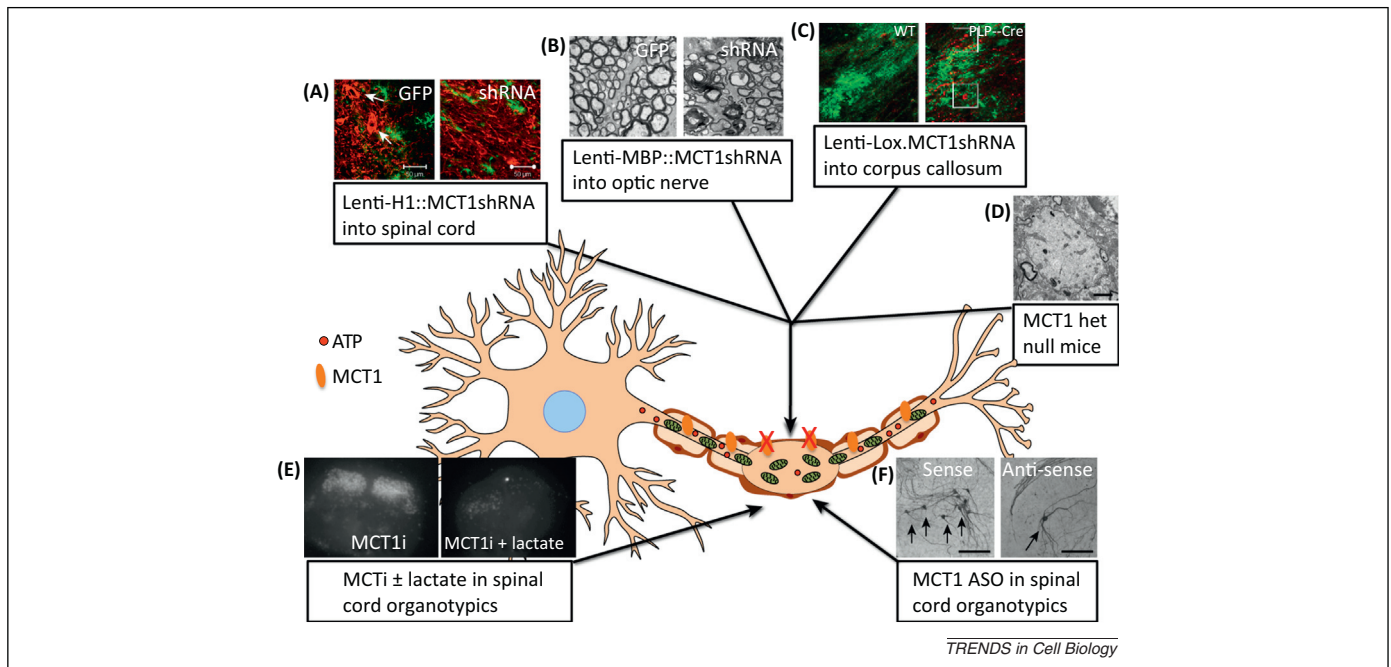 (A)
GFP
shRNA
50 µm
50 µm
Lenti-H1::MCT1shRNA
into spinal cord
(B)
GFP
shRNA
Lenti-MBP::MCT1shRNA
into optic nerve
(C)
WT
PLP--Cre
Lenti-Lox.MCT1shRNA
into corpus callosum
(D)
MCT1 het
null mice
ATP
MCT1
X X
(E)
MCT1i
MCT1i + lactate
MCTi ± lactate in spinal
cord organotypics
(F)
Sense
Anti-sense
MCT1 ASO in spinal
cord organotypics
TRENDS in Cell Biology